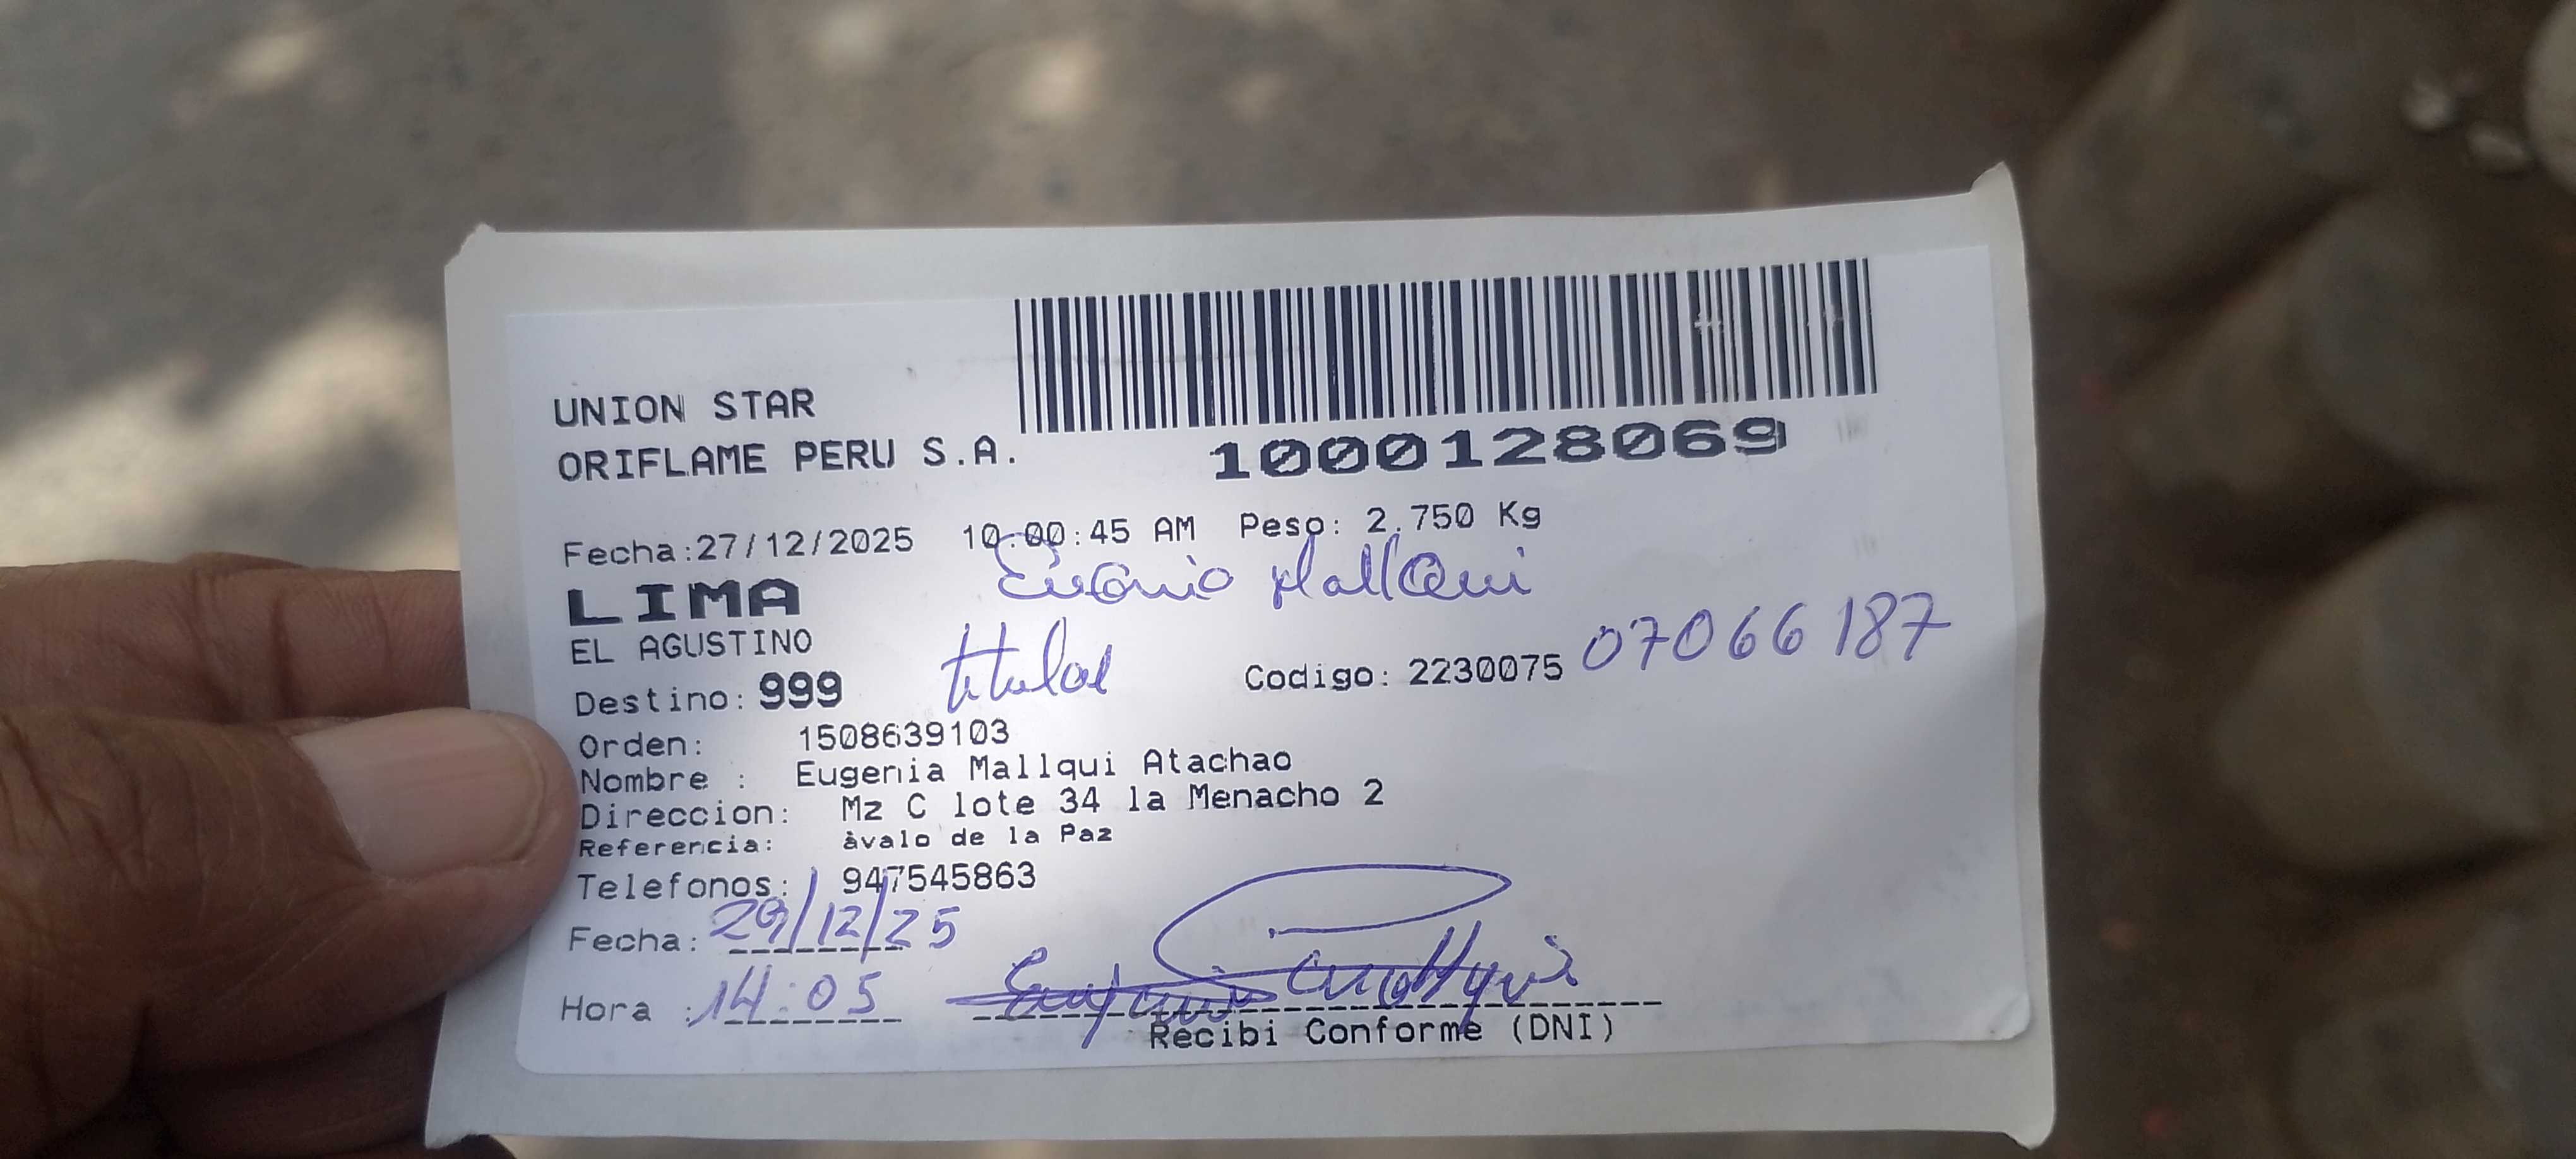 UNION STAR
ORIFLAME PERU S.A.
1000128069
Fecha:27/12/2025 10:00:45 AM Peso: 2.750 Kg
LIMA
EL AGUSTINO
titular
Destino: 999
Codigo: 2230075 07066187
Orden: 1508639103
Nombre : Eugenia Mallqui Atachao
Direccion: Mz C lote 34 la Menacho 2
Referencia: àvalo de la Paz
Telefonos: 947545863
Fecha: 29/12/25
Hora : 14:05
Recibi Conforme (DNI)